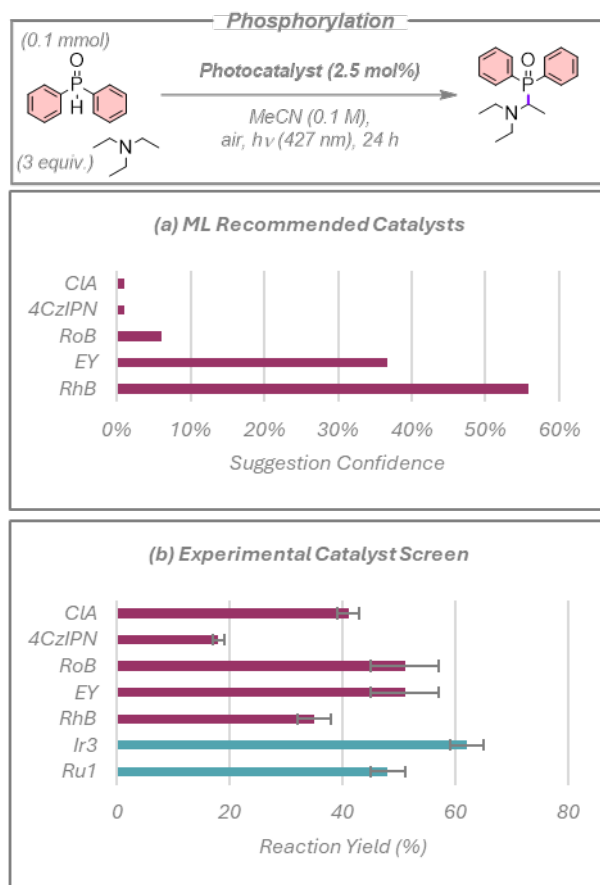 Phosphorylation
(0.1 mmol)
O
P
H
N
(3 equiv.)
Photocatalyst (2.5 mol%)
MeCN (0.1 M),
air, hν (427 nm), 24 h
O
P
N
(a) ML Recommended Catalysts
ClA
4CzIPN
RoB
EY
RhB
0% 10% 20% 30% 40% 50% 60%
Suggestion Confidence
(b) Experimental Catalyst Screen
ClA
4CzIPN
RoB
EY
RhB
Ir3
Ru1
0 20 40 60 80
Reaction Yield (%)